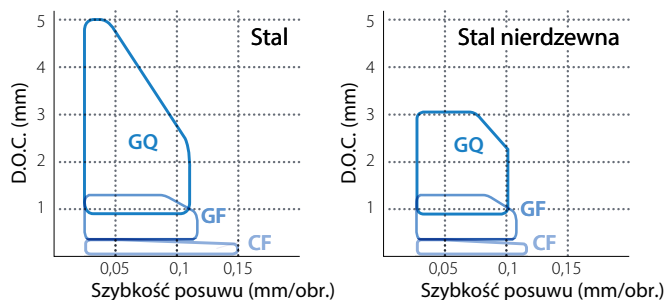 Stal
D.O.C. (mm)
5
4
3
2
1
GQ
GF
CF
0,05
0,1
0,15
Szybkość posuwu (mm/obr.)
Stal nierdzewna
D.O.C. (mm)
5
4
3
2
1
GQ
GF
CF
0,05
0,1
0,15
Szybkość posuwu (mm/obr.)